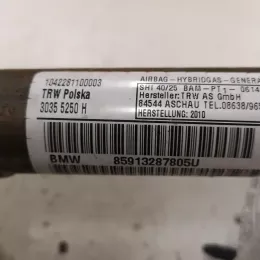 1042281100003
TRW Polska
3035 5250 H
AIRBAG-HYBRIDGAS-GENERA
SHI 40/25 BAM-PT1-0614
Hersteller: TRW AS. GmbH
84544 ASCHAU TEL.08638/969
HERSTELLUNG: 2010
BMW 85913287805U